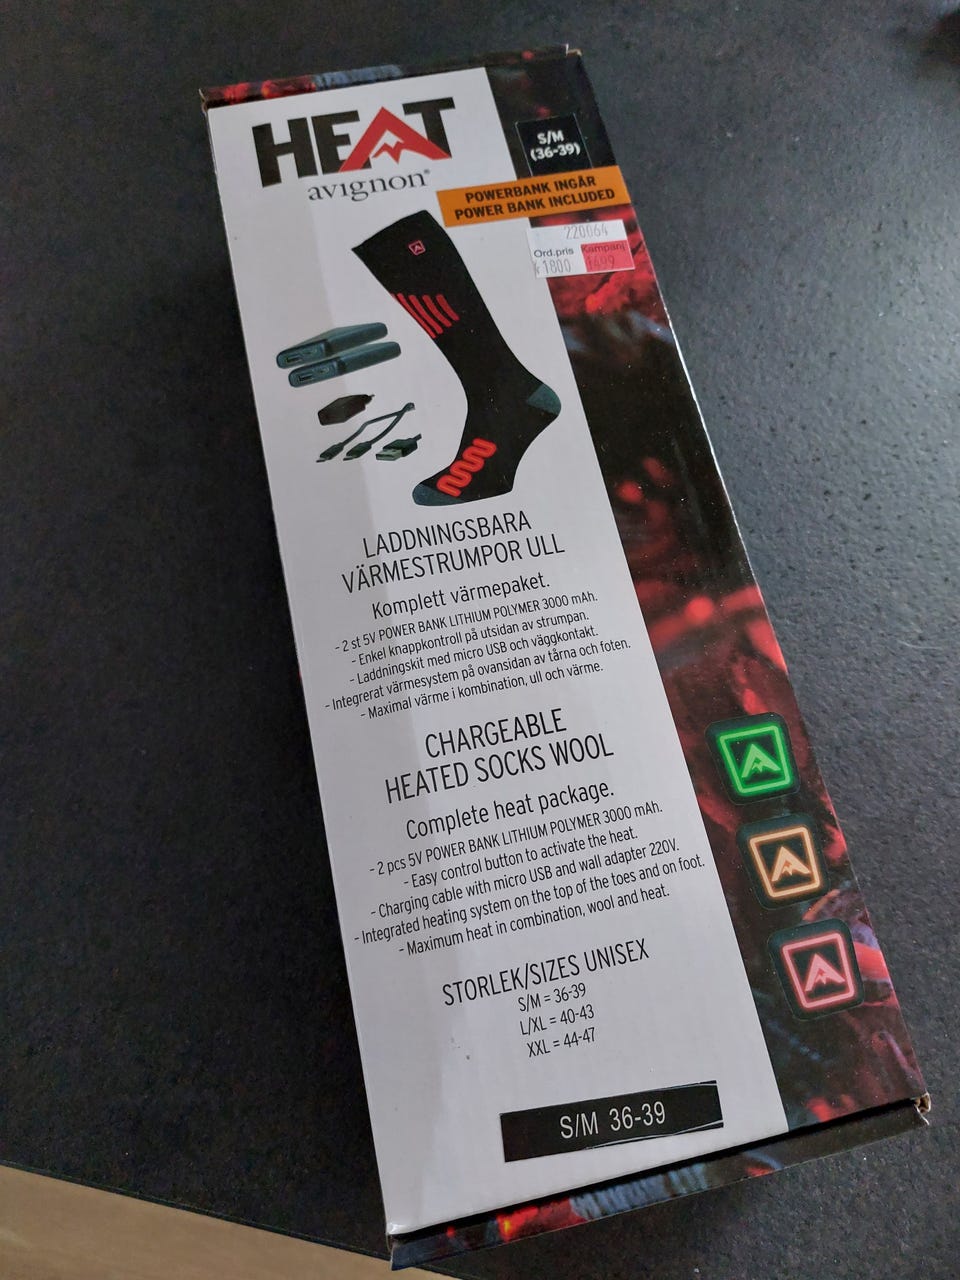 HEAT
avignon®
S/M
(36-39)
POWERBANK INGÅR
POWER BANK INCLUDED
220064
Ord.pris Kampanj
1800 1499
LADDNINGSBARA
VÄRMESTRUMPOR ULL
Komplett värmepaket.
- 2 st 5V POWER BANK LITHIUM POLYMER 3000 mAh.
- Enkel knappkontroll på utsidan av strumpan.
- Laddningskit med micro USB och väggkontakt.
- Integrerat värmesystem på ovansidan av tårna och foten.
- Maximal värme i kombination, ull och värme.
CHARGEABLE
HEATED SOCKS WOOL
Complete heat package.
- 2 pcs 5V POWER BANK LITHIUM POLYMER 3000 mAh.
- Easy control button to activate the heat.
- Charging cable with micro USB and wall adapter 220V.
- Integrated heating system on the top of the toes and on foot.
- Maximum heat in combination, wool and heat.
STORLEK/SIZES UNISEX
S/M = 36-39
L/XL = 40-43
XXL = 44-47
S/M 36-39